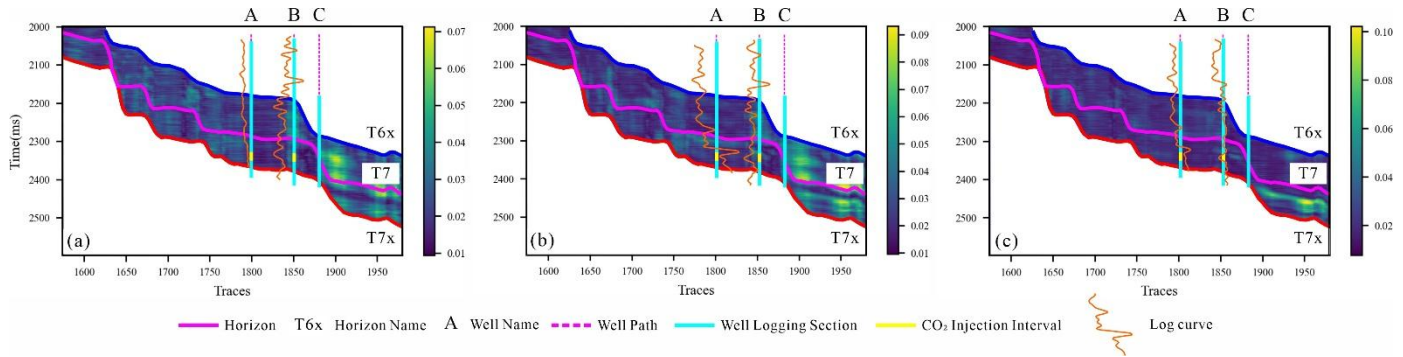 A B C
2000
2100
2200
2300
2400
2500
Time(ms)
T6x
T7
T7x
(a)
1600 1650 1700 1750 1800 1850 1900 1950
Traces
0.07
0.06
0.05
0.04
0.03
0.02
0.01
A B C
2000
2100
2200
2300
2400
2500
T6x
T7
T7x
(b)
1600 1650 1700 1750 1800 1850 1900 1950
Traces
0.09
0.08
0.07
0.06
0.05
0.04
0.03
0.02
0.01
A B C
2000
2100
2200
2300
2400
2500
T6x
T7
T7x
(c)
1600 1650 1700 1750 1800 1850 1900 1950
Traces
0.10
0.08
0.06
0.04
0.02
Horizon T6x Horizon Name A Well Name Well Path Well Logging Section CO₂ Injection Interval Log curve